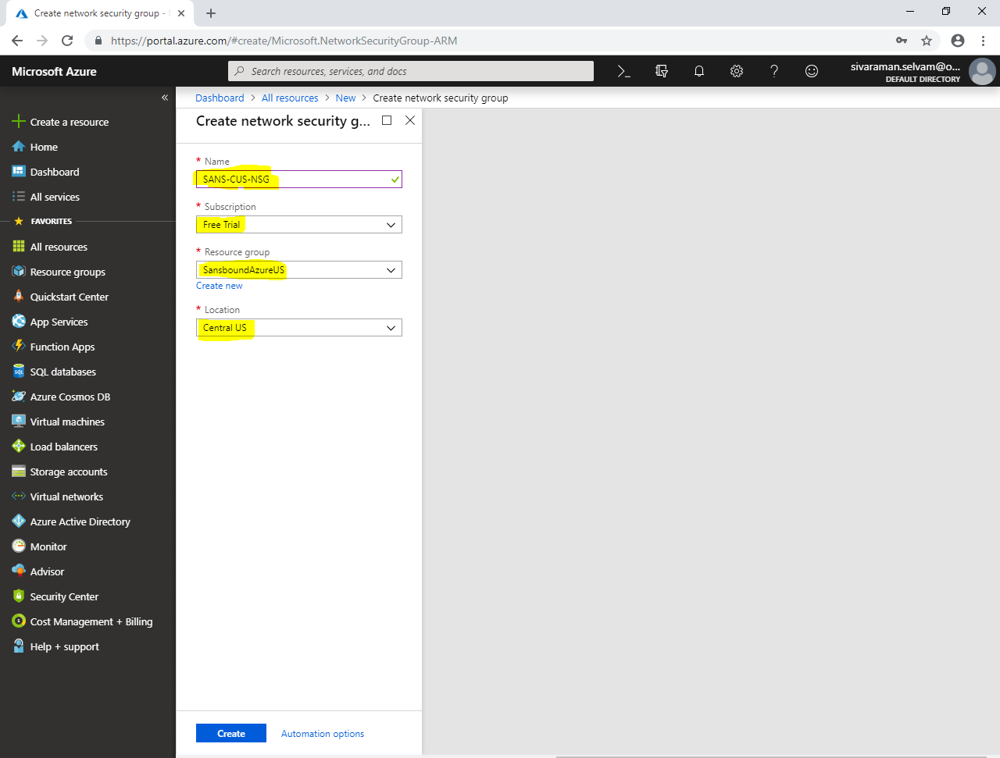 Create network security group -
https://portal.azure.com/#create/Microsoft.NetworkSecurityGroup-ARM
Microsoft Azure
Search resources, services, and docs
sivaraman.selvam@o...
DEFAULT DIRECTORY
Dashboard > All resources > New > Create network security group
Create a resource
Home
Dashboard
All services
FAVORITES
All resources
Resource groups
Quickstart Center
App Services
Function Apps
SQL databases
Azure Cosmos DB
Virtual machines
Load balancers
Storage accounts
Virtual networks
Azure Active Directory
Monitor
Advisor
Security Center
Cost Management + Billing
Help + support
Create network security g...
* Name
SANS-CUS-NSG
* Subscription
Free Trial
* Resource group
SansboundAzureUS
Create new
* Location
Central US
Create
Automation options